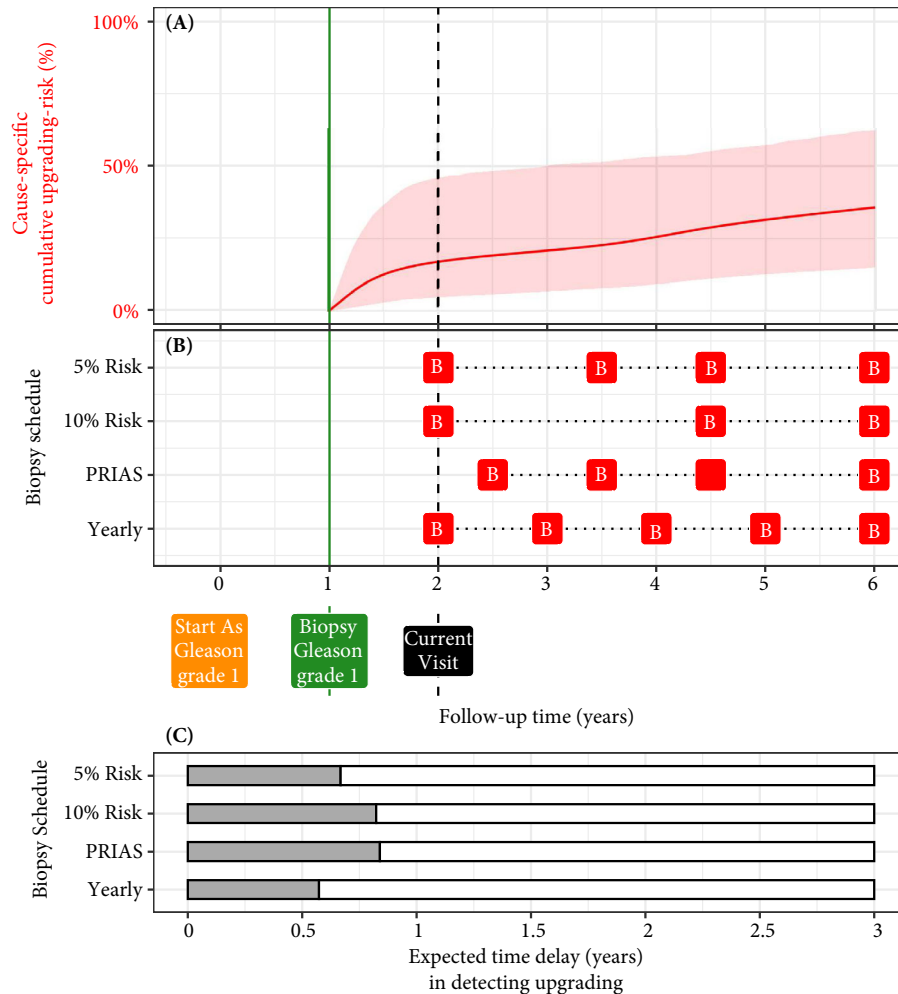 (A)
100%
50%
0%
Cause-specific
cumulative upgrading-risk (%)
(B)
Biopsy schedule
5% Risk B B B B
10% Risk B B B
PRIAS B B B
Yearly B B B B B
0 1 2 3 4 5 6
Start As
Gleason
grade 1
Biopsy
Gleason
grade 1
Current
Visit
Follow-up time (years)
(C)
Biopsy Schedule
5% Risk
10% Risk
PRIAS
Yearly
0 0.5 1 1.5 2 2.5 3
Expected time delay (years)
in detecting upgrading